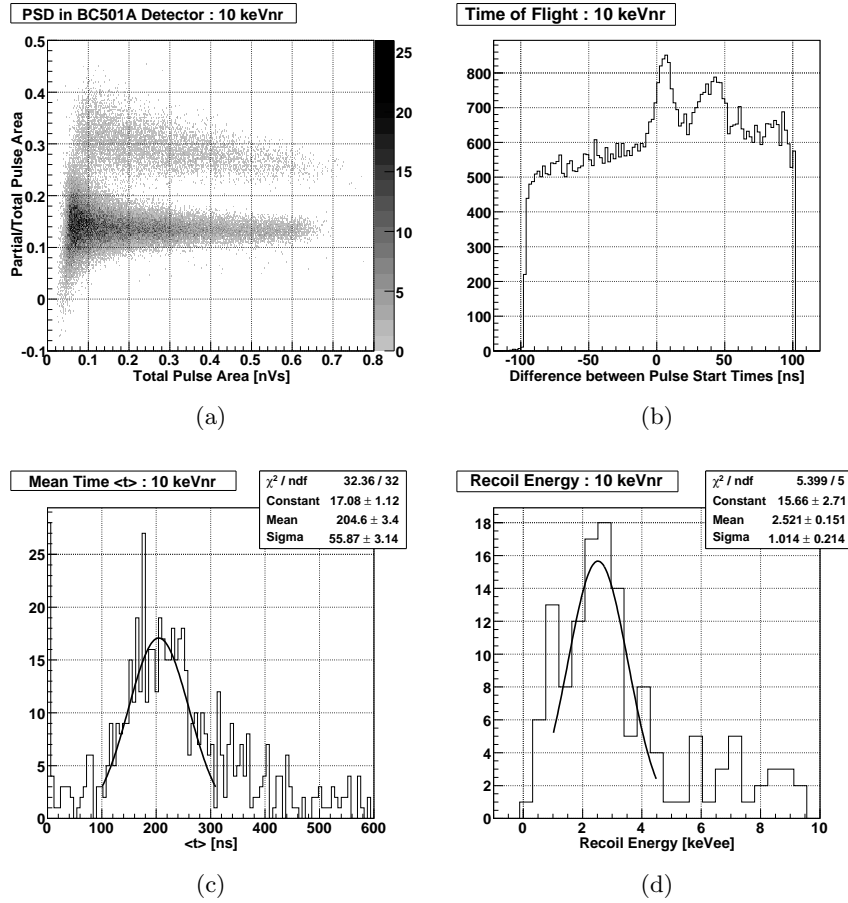 PSD in BC501A Detector : 10 keVnr
Partial/Total Pulse Area
0.5
0.4
0.3
0.2
0.1
0
-0.1
0 0.1 0.2 0.3 0.4 0.5 0.6 0.7 0.8
Total Pulse Area [nVs]
25
20
15
10
5
0
(a)
Time of Flight : 10 keVnr
800
700
600
500
400
300
200
100
0
-100 -50 0 50 100
Difference between Pulse Start Times [ns]
(b)
Mean Time <t> : 10 keVnr
χ² / ndf 32.36 / 32
Constant 17.08 ± 1.12
Mean 204.6 ± 3.4
Sigma 55.87 ± 3.14
25
20
15
10
5
0
0 100 200 300 400 500 600
<t> [ns]
(c)
Recoil Energy : 10 keVnr
χ² / ndf 5.399 / 5
Constant 15.66 ± 2.71
Mean 2.521 ± 0.151
Sigma 1.014 ± 0.214
18
16
14
12
10
8
6
4
2
0
0 2 4 6 8 10
Recoil Energy [keVee]
(d)